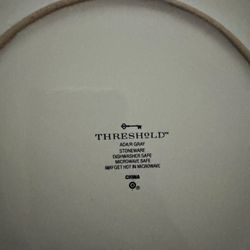 THRESHOLD™
ADAIR GRAY
STONEWARE
DISHWASHER SAFE
MICROWAVE SAFE
MAY GET HOT IN MICROWAVE
CHINA
®